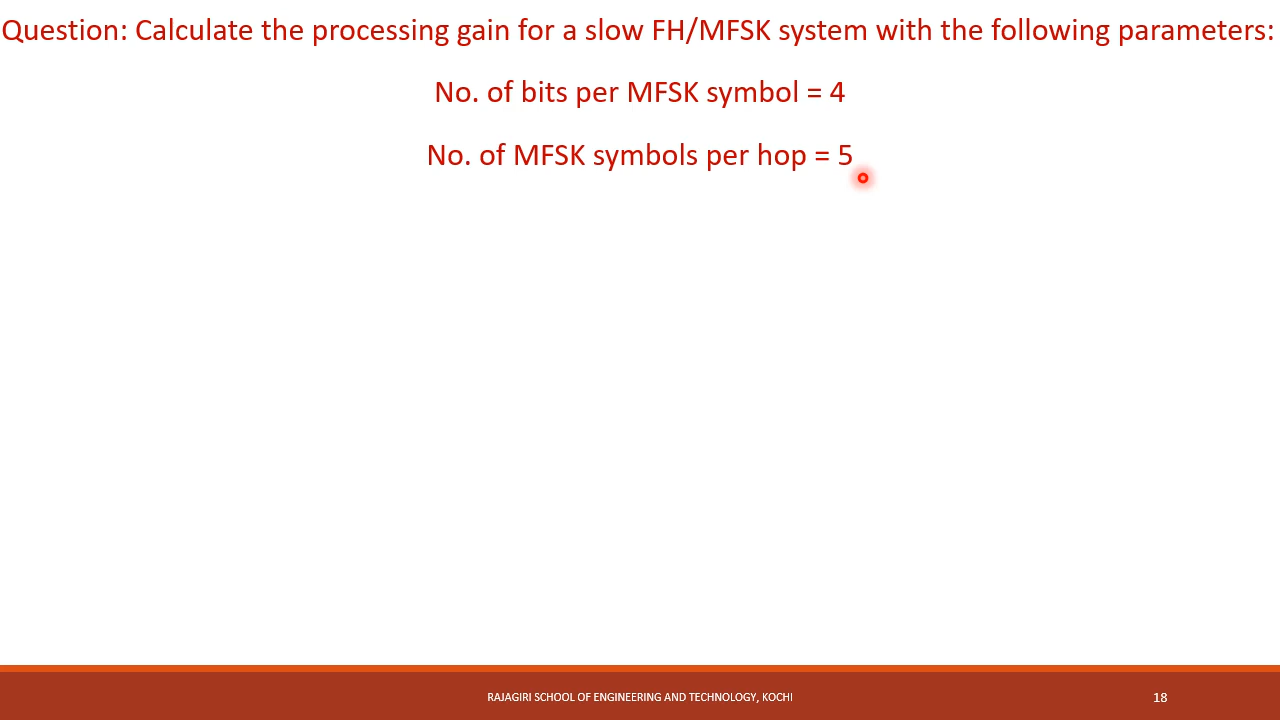 Question: Calculate the processing gain for a slow FH/MFSK system with the following parameters:
No. of bits per MFSK symbol = 4
No. of MFSK symbols per hop = 5
RAJAGIRI SCHOOL OF ENGINEERING AND TECHNOLOGY, KOCHI
18